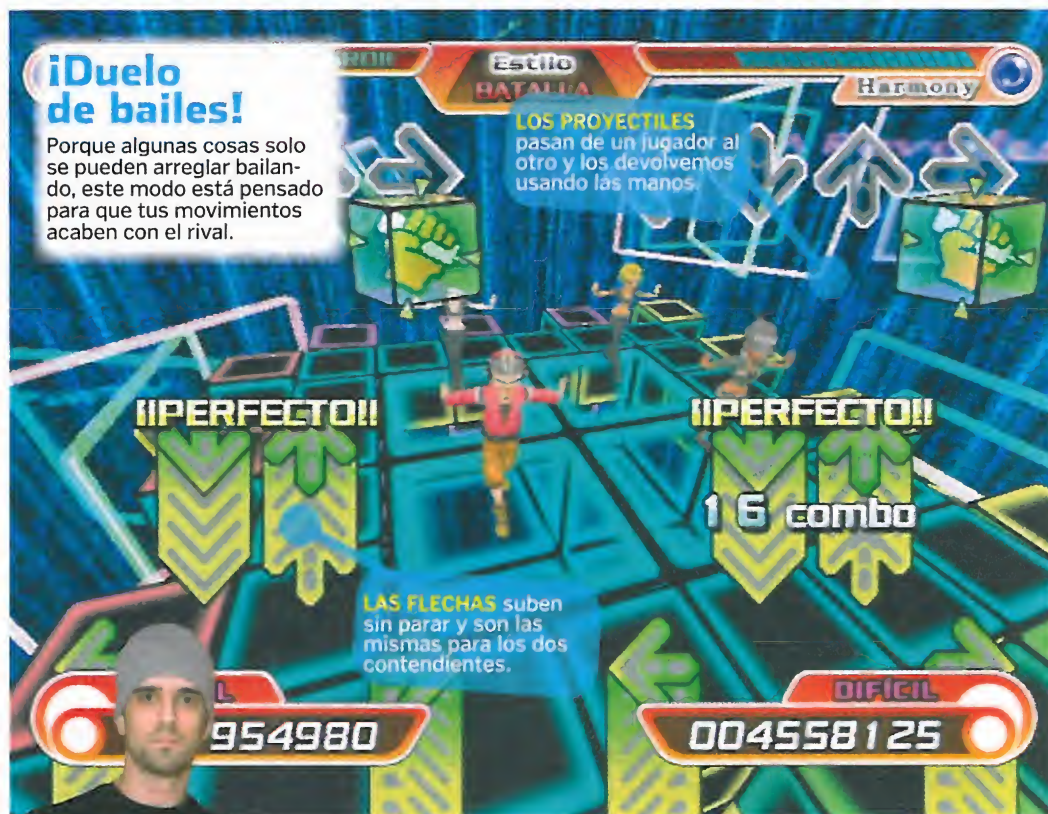 ¡Duelo
de bailes!
Porque algunas cosas solo
se pueden arreglar bailan-
do, este modo está pensado
para que tus movimientos
acaben con el rival.
Estilo
BATALLA
Harmony
LOS PROYECTILES
pasan de un jugador al
otro y los devolvemos
usando las manos.
¡¡PERFECTO!!
¡¡PERFECTO!!
16 combo
LAS FLECHAS suben
sin parar y son las
mismas para los dos
contendientes.
954980
DIFÍCIL
004558125